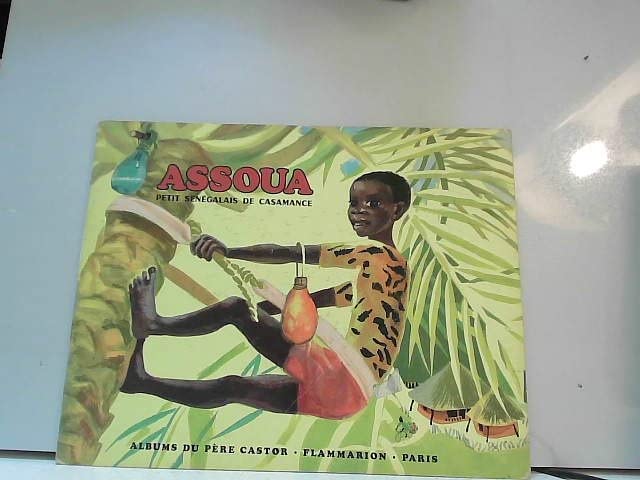 ASSOUA
PETIT SÉNÉGALAIS DE CASAMANCE
ALBUMS DU PÈRE CASTOR · FLAMMARION · PARIS